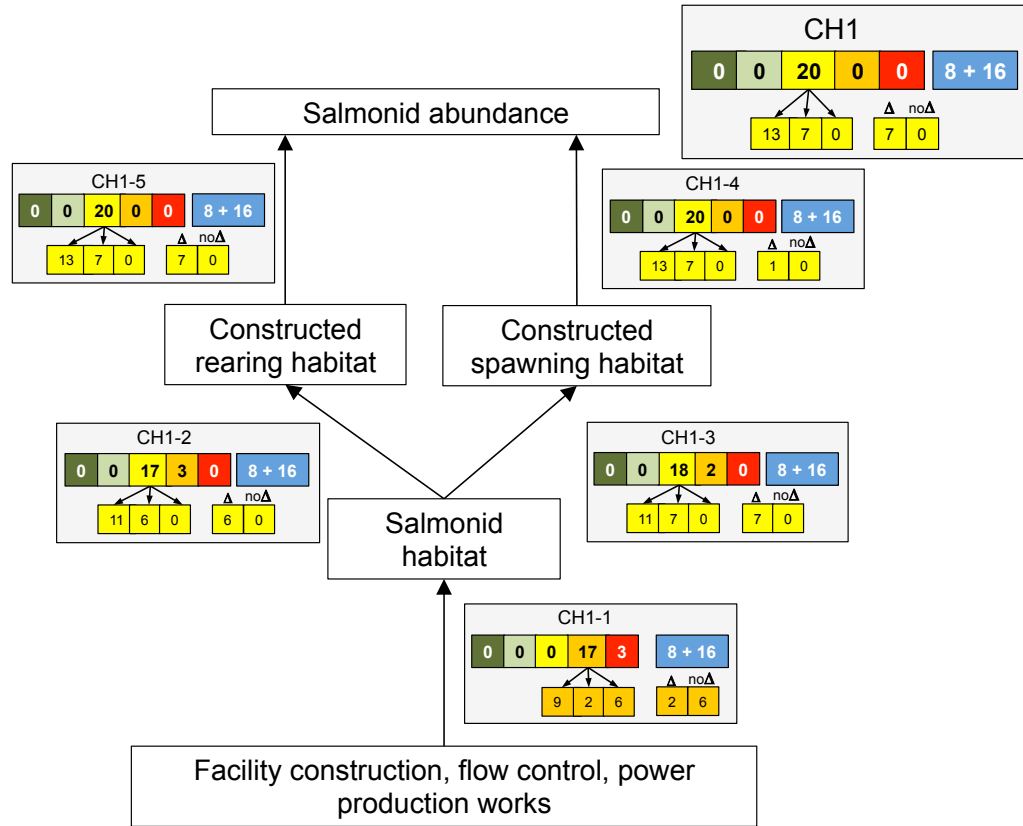 CH1
0 0 20 0 0 8 + 16
Δ noΔ
13 7 0 7 0
Salmonid abundance
CH1-5
0 0 20 0 0 8 + 16
Δ noΔ
13 7 0 7 0
CH1-4
0 0 20 0 0 8 + 16
Δ noΔ
13 7 0 1 0
Constructed
rearing habitat
Constructed
spawning habitat
CH1-2
0 0 17 3 0 8 + 16
Δ noΔ
11 6 0 6 0
CH1-3
0 0 18 2 0 8 + 16
Δ noΔ
11 7 0 7 0
Salmonid
habitat
CH1-1
0 0 0 17 3 8 + 16
Δ noΔ
9 2 6 2 6
Facility construction, flow control, power
production works